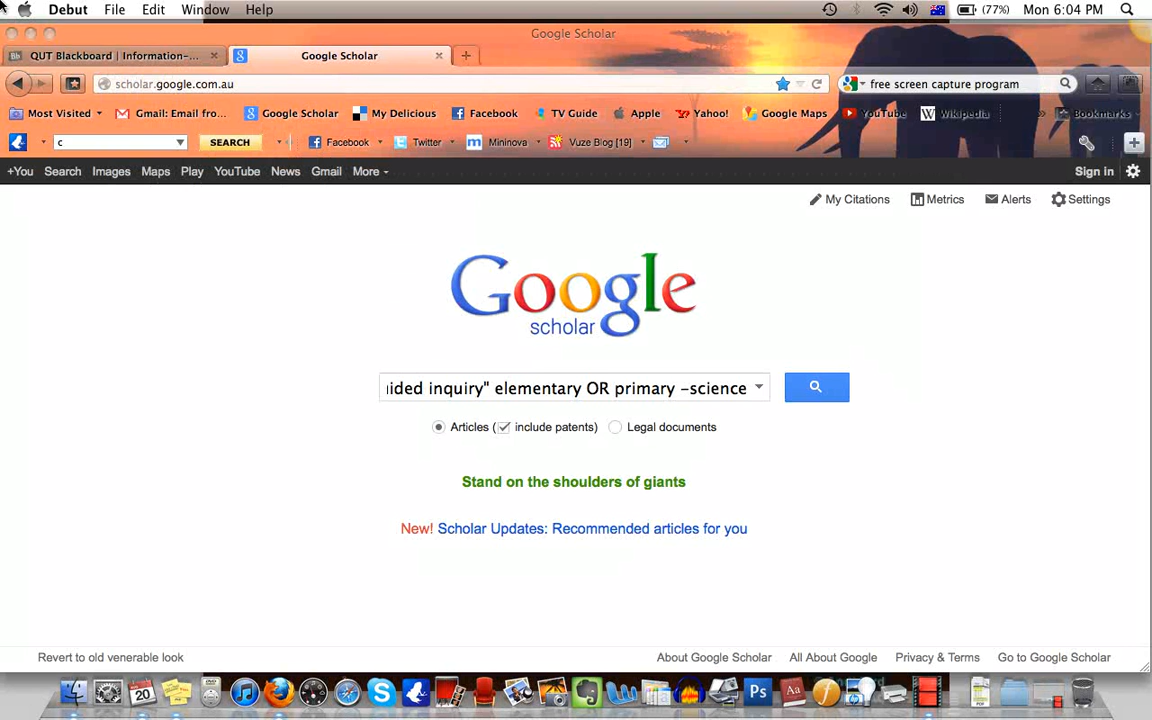 Debut File Edit Window Help (77%) Mon 6:04 PM
Google Scholar
QUT Blackboard | Information-... Google Scholar
scholar.google.com.au free screen capture program
Most Visited Gmail: Email fro... Google Scholar My Delicious Facebook TV Guide Apple Yahoo! Google Maps YouTube Wikipedia » Bookmarks
c SEARCH Facebook Twitter Mininova Vuze Blog [19]
+You Search Images Maps Play YouTube News Gmail More Sign in
My Citations Metrics Alerts Settings
Google
scholar
uided inquiry" elementary OR primary –science
Articles ( include patents) Legal documents
Stand on the shoulders of giants
New! Scholar Updates: Recommended articles for you
Revert to old venerable look About Google Scholar All About Google Privacy & Terms Go to Google Scholar
20